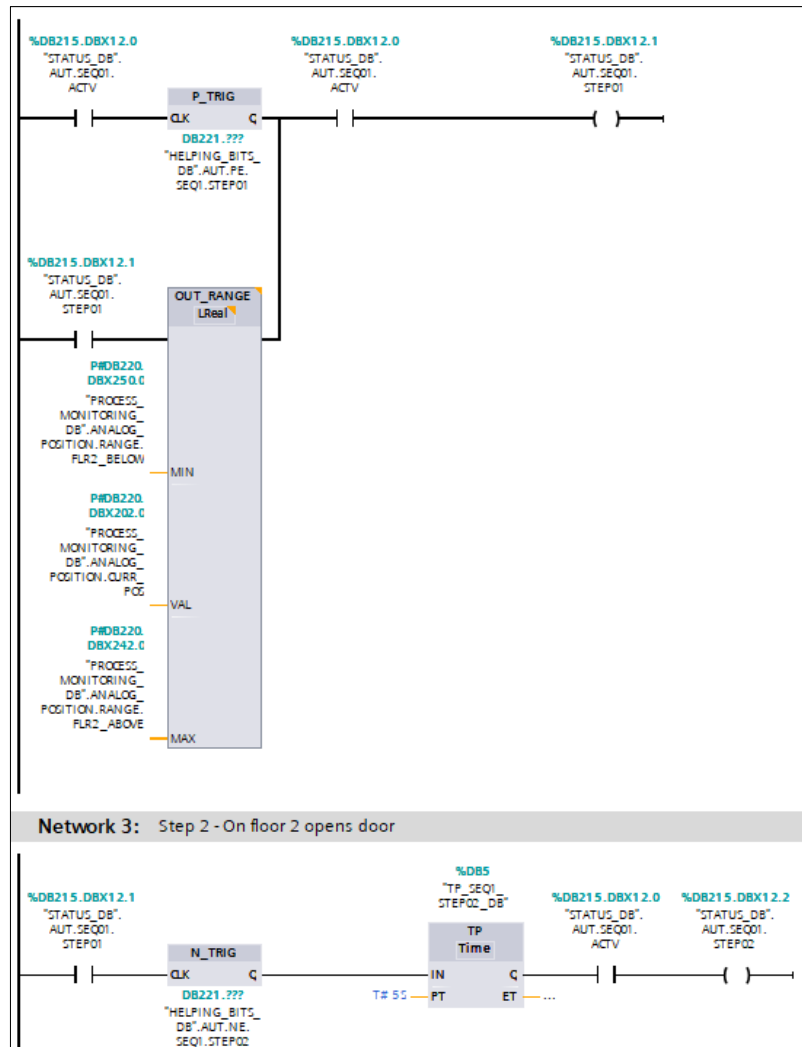 %DB215.DBX12.0
"STATUS_DB".
AUT.SEQ01.
ACTV
P_TRIG
CLK
Q
DB221.???
"HELPING_BITS_
DB".AUT.PE.
SEQ1.STEP01
%DB215.DBX12.0
"STATUS_DB".
AUT.SEQ01.
ACTV
%DB215.DBX12.1
"STATUS_DB".
AUT.SEQ01.
STEP01
%DB215.DBX12.1
"STATUS_DB".
AUT.SEQ01.
STEP01
OUT_RANGE
LReal
P#DB220.
DBX250.0
"PROCESS_
MONITORING_
DB".ANALOG_
POSITION.RANGE.
FLR2_BELOW
MIN
P#DB220.
DBX202.0
"PROCESS_
MONITORING_
DB".ANALOG_
POSITION.CURR_
POS
VAL
P#DB220.
DBX242.0
"PROCESS_
MONITORING_
DB".ANALOG_
POSITION.RANGE.
FLR2_ABOVE
MAX
Network 3: Step 2 - On floor 2 opens door
%DB215.DBX12.1
"STATUS_DB".
AUT.SEQ01.
STEP01
N_TRIG
CLK
Q
DB221.???
"HELPING_BITS_
DB".AUT.NE.
SEQ1.STEP02
%DB5
"TP_SEQ1_
STEP02_DB"
TP
Time
IN
Q
T# 5S
PT
ET
...
%DB215.DBX12.0
"STATUS_DB".
AUT.SEQ01.
ACTV
%DB215.DBX12.2
"STATUS_DB".
AUT.SEQ01.
STEP02